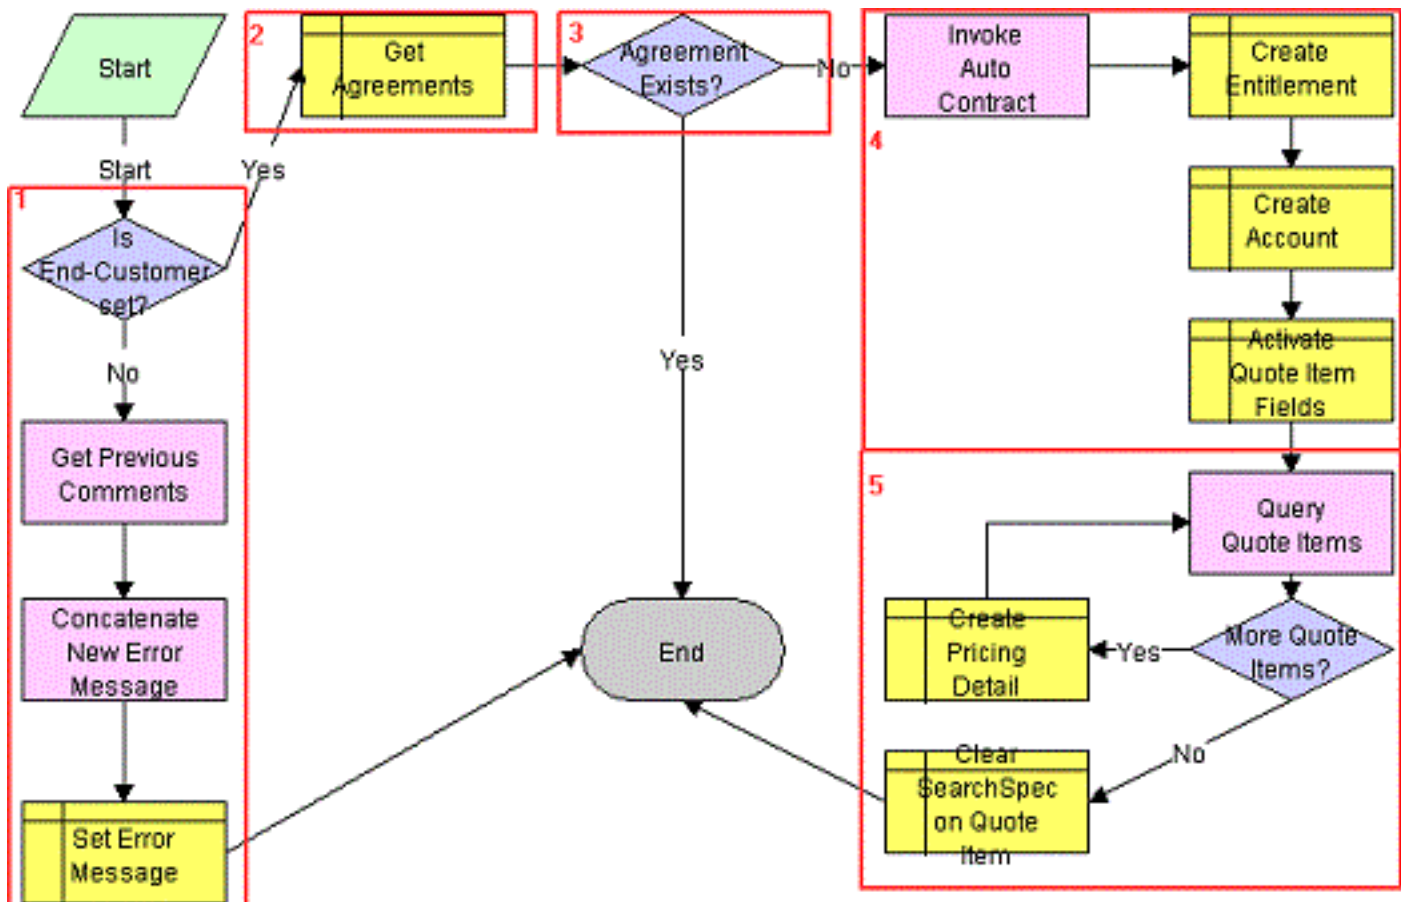 Start
Start
1
Is
End-Customer
set?
No
Get Previous
Comments
Concatenate
New Error
Message
Set Error
Message
Yes
2
Get
Agreements
3
Agreement
Exists?
No
Yes
End
4
Invoke
Auto
Contract
Create
Entitlement
Create
Account
Activate
Quote Item
Fields
5
Query
Quote Items
More Quote
Items?
Yes
Create
Pricing
Detail
No
Clear
SearchSpec
on Quote
Item